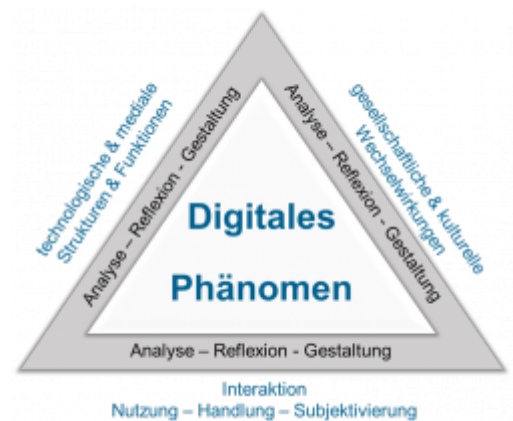 technologische & mediale
Strukturen & Funktionen
Analyse – Reflexion - Gestaltung
gesellschaftliche & kulturelle
Wechselwirkungen
Analyse – Reflexion - Gestaltung
Digitales
Phänomen
Analyse – Reflexion - Gestaltung
Interaktion
Nutzung – Handlung – Subjektivierung